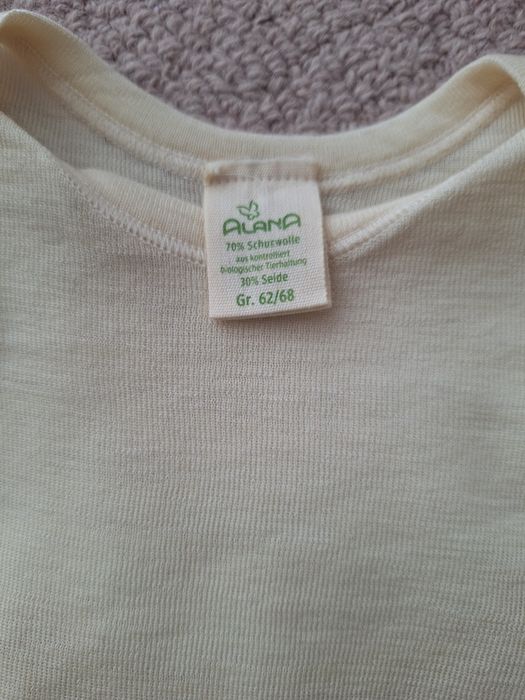 ALANA
70% Schurwolle
aus kontrolliert
biologischer Tierhaltung
30% Seide
Gr. 62/68